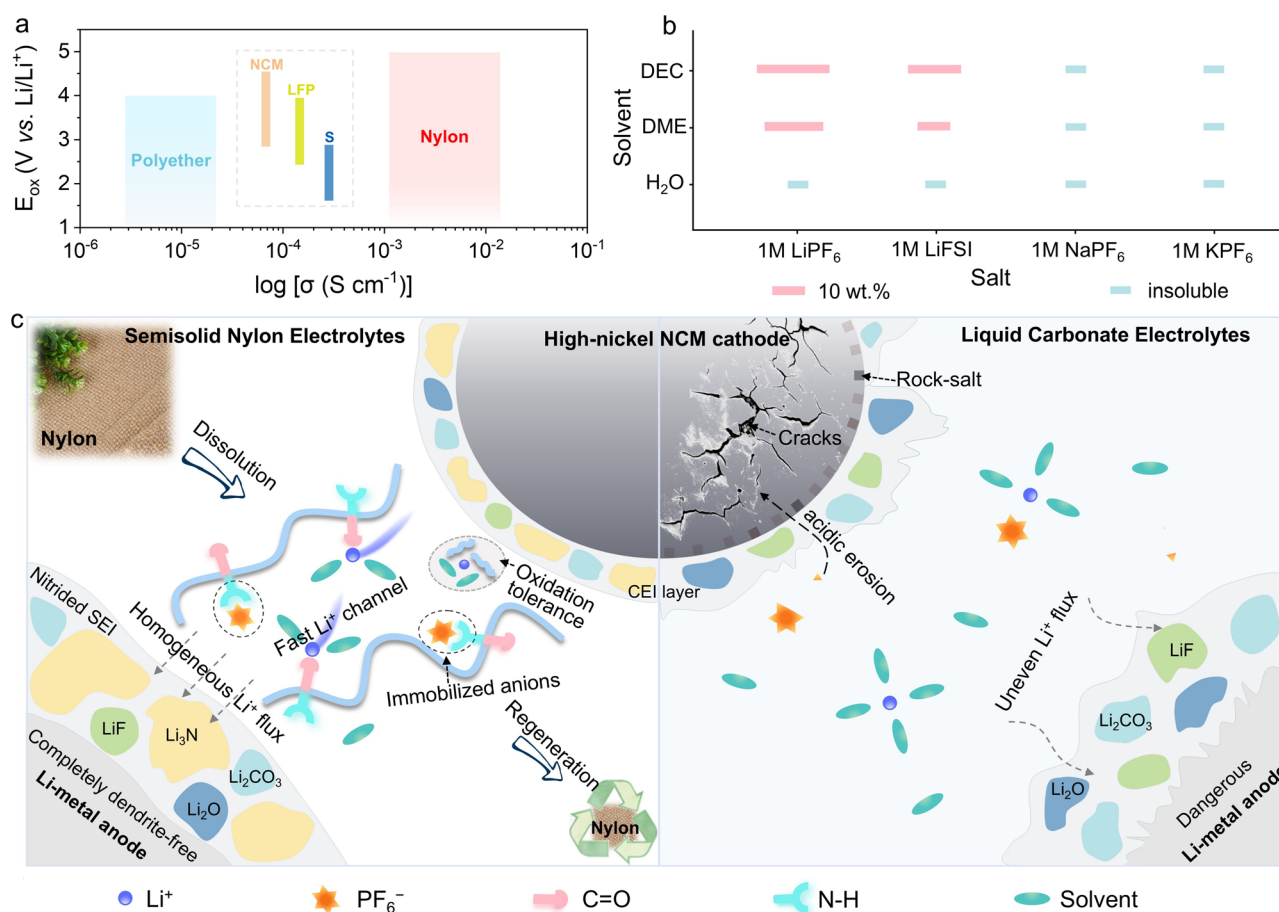 a
E_ox (V vs. Li/Li⁺)
5
4
3
2
1
NCM
LFP
S
Polyether
Nylon
10⁻⁶ 10⁻⁵ 10⁻⁴ 10⁻³ 10⁻² 10⁻¹
log [σ (S cm⁻¹)]
b
Solvent
DEC
DME
H₂O
1M LiPF₆ 1M LiFSI 1M NaPF₆ 1M KPF₆
Salt
10 wt.%
insoluble
c
Semisolid Nylon Electrolytes
High-nickel NCM cathode
Liquid Carbonate Electrolytes
Nylon
Dissolution
Rock-salt
Cracks
acidic erosion
CEI layer
Oxidation
tolerance
Fast Li⁺ channel
Immobilized anions
Homogeneous Li⁺ flux
Nitrided SEI
LiF
Li₃N
Li₂CO₃
Li₂O
Completely dendrite-free
Li-metal anode
Regeneration
Nylon
Uneven Li⁺ flux
LiF
Li₂CO₃
Li₂O
Dangerous
Li-metal anode
Li⁺
PF₆⁻
C=O
N-H
Solvent